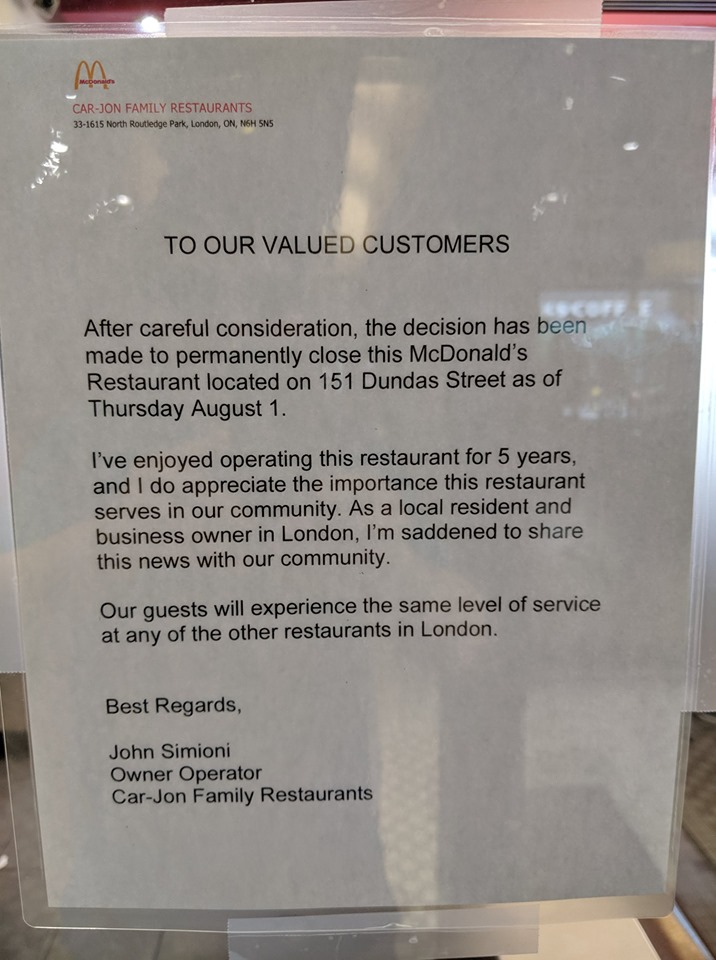 McDonald's
CAR-JON FAMILY RESTAURANTS
33-1615 North Routledge Park, London, ON, N6H 5N5
TO OUR VALUED CUSTOMERS
After careful consideration, the decision has been
made to permanently close this McDonald's
Restaurant located on 151 Dundas Street as of
Thursday August 1.
I've enjoyed operating this restaurant for 5 years,
and I do appreciate the importance this restaurant
serves in our community. As a local resident and
business owner in London, I'm saddened to share
this news with our community.
Our guests will experience the same level of service
at any of the other restaurants in London.
Best Regards,
John Simioni
Owner Operator
Car-Jon Family Restaurants